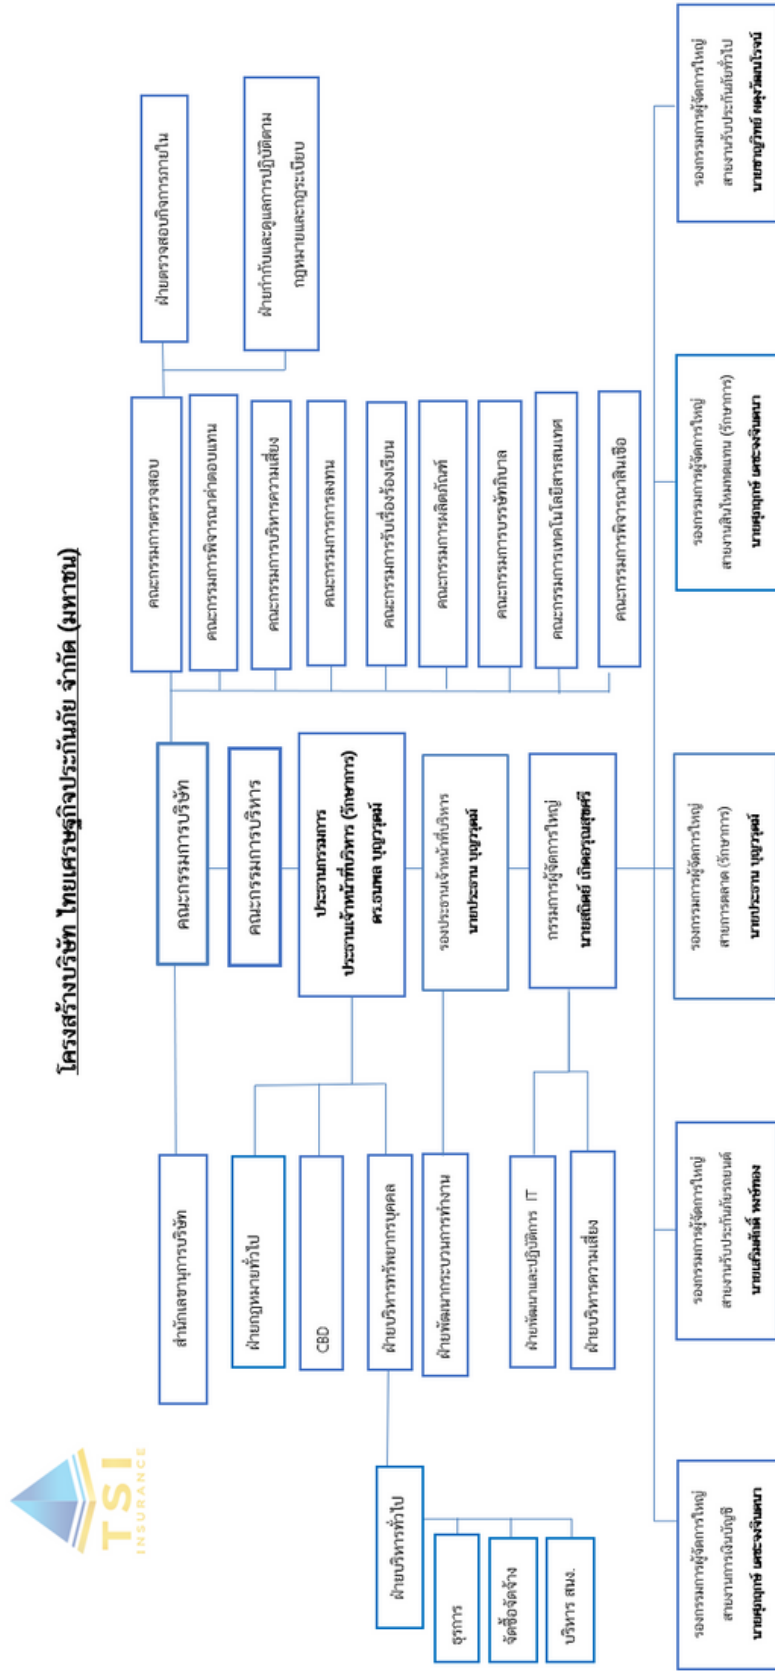 TSI
INSURANCE
โครงสร้างบริษัท ไทยเศรษฐกิจประกันภัย จำกัด (มหาชน)
คณะกรรมการบริษัท
สำนักเลขานุการบริษัท
คณะกรรมการตรวจสอบ
ฝ่ายตรวจสอบกิจการภายใน
ฝ่ายกำกับและดูแลการปฏิบัติตาม
กฎหมายและกฎระเบียบ
คณะกรรมการพิจารณาค่าตอบแทน
คณะกรรมการบริหารความเสี่ยง
คณะกรรมการการลงทุน
คณะกรรมการรับเรื่องร้องเรียน
คณะกรรมการผลิตภัณฑ์
คณะกรรมการบรรษัทภิบาล
คณะกรรมการเทคโนโลยีสารสนเทศ
คณะกรรมการพิจารณาสินเชื่อ
คณะกรรมการบริหาร
ประธานกรรมการ
ประธานเจ้าหน้าที่บริหาร (รักษาการ)
ดร.ธนพล บุญวรุตม์
ฝ่ายกฎหมายทั่วไป
CBD
ฝ่ายบริหารทรัพยากรบุคคล
ฝ่ายบริหารทั่วไป
ธุรการ
จัดซื้อจัดจ้าง
บริหาร สนง.
รองประธานเจ้าหน้าที่บริหาร
นายประธาน บุญวรุตม์
ฝ่ายพัฒนากระบวนการทำงาน
กรรมการผู้จัดการใหญ่
ฝ่ายพัฒนาและปฏิบัติการ IT
ฝ่ายบริหารความเสี่ยง
รองกรรมการผู้จัดการใหญ่
สายงานการเงินบัญชี
รองกรรมการผู้จัดการใหญ่
สายงานรับประกันภัยรถยนต์
นายเสริมศักดิ์ หงษ์ทอง
รองกรรมการผู้จัดการใหญ่
สายการตลาด (รักษาการ)
นายประธาน บุญวรุตม์
รองกรรมการผู้จัดการใหญ่
สายงานสินไหมทดแทน (รักษาการ)
รองกรรมการผู้จัดการใหญ่
สายงานรับประกันภัยทั่วไป